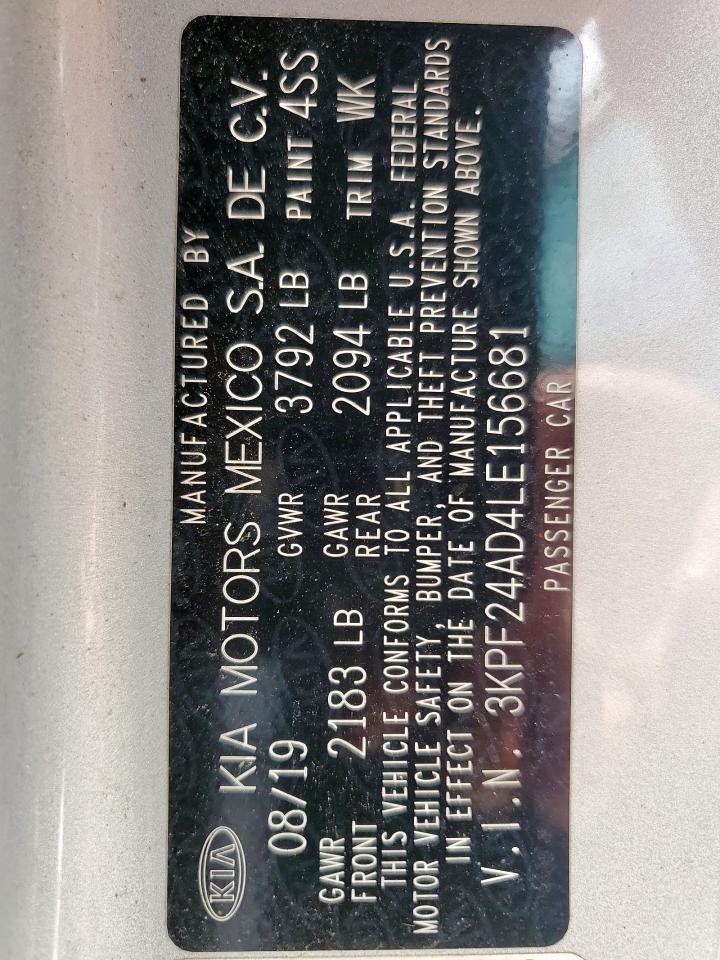 MANUFACTURED BY
KIA KIA MOTORS MEXICO S.A. DE C.V.
08/19 GVWR 3792 LB PAINT 4SS
GAWR FRONT 2183 LB GAWR REAR 2094 LB TRIM WK
THIS VEHICLE CONFORMS TO ALL APPLICABLE U.S.A. FEDERAL
MOTOR VEHICLE SAFETY, BUMPER, AND THEFT PREVENTION STANDARDS
IN EFFECT ON THE DATE OF MANUFACTURE SHOWN ABOVE.
V.I.N. 3KPF24AD4LE156681
PASSENGER CAR